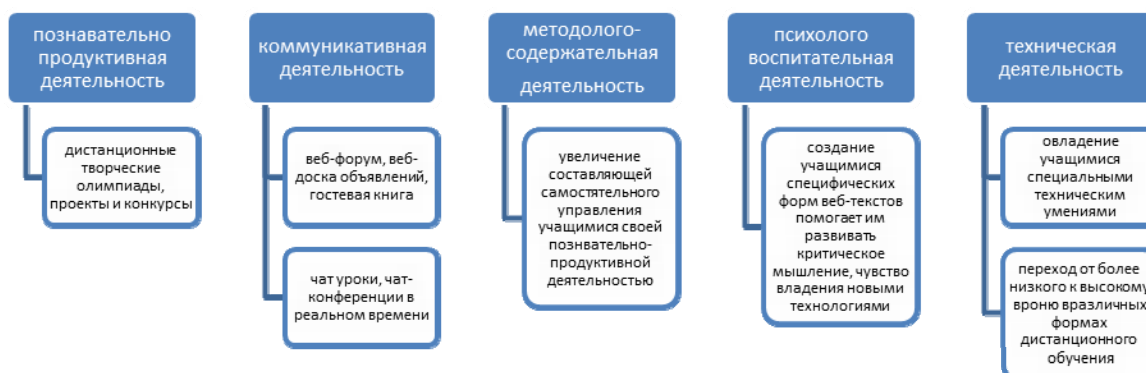 познавательно
продуктивная
деятельность
дистанционные
творческие
олимпиады,
проекты и конкурсы
коммуникативная
деятельность
веб-форум, веб-
доска объявлений,
гостевая книга
чат уроки, чат-
конференции в
реальном времени
методолого-
содержательная
деятельность
увеличение
составляющей
самостятельного
управления
учащимися своей
познвательно-
продуктивной
деятельностью
психолого
воспитательная
деятельность
создание
учащимися
специфических
форм веб-текстов
помогает им
развивать
критическое
мышление, чувство
владения новыми
технологиями
техническая
деятельность
овладение
учащимися
специальными
техническим
умениями
переход от более
низкого к высокому
вроню вразличных
формах
дистанционного
обучения